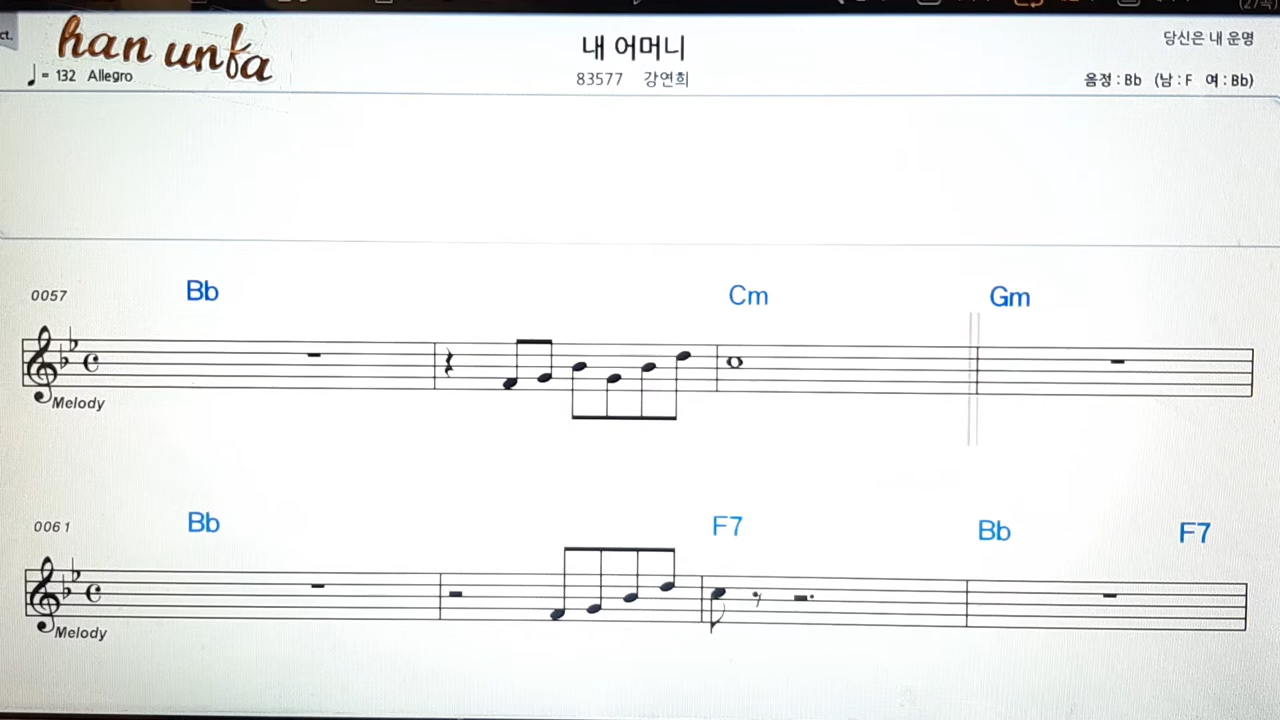 ct.
han unfa
내 어머니
당신은 내 운명
= 132 Allegro
83577 강연희
음정 : Bb (남 : F 여 : Bb)
0057 Bb Cm Gm
Melody
0061 Bb F7 Bb F7
Melody